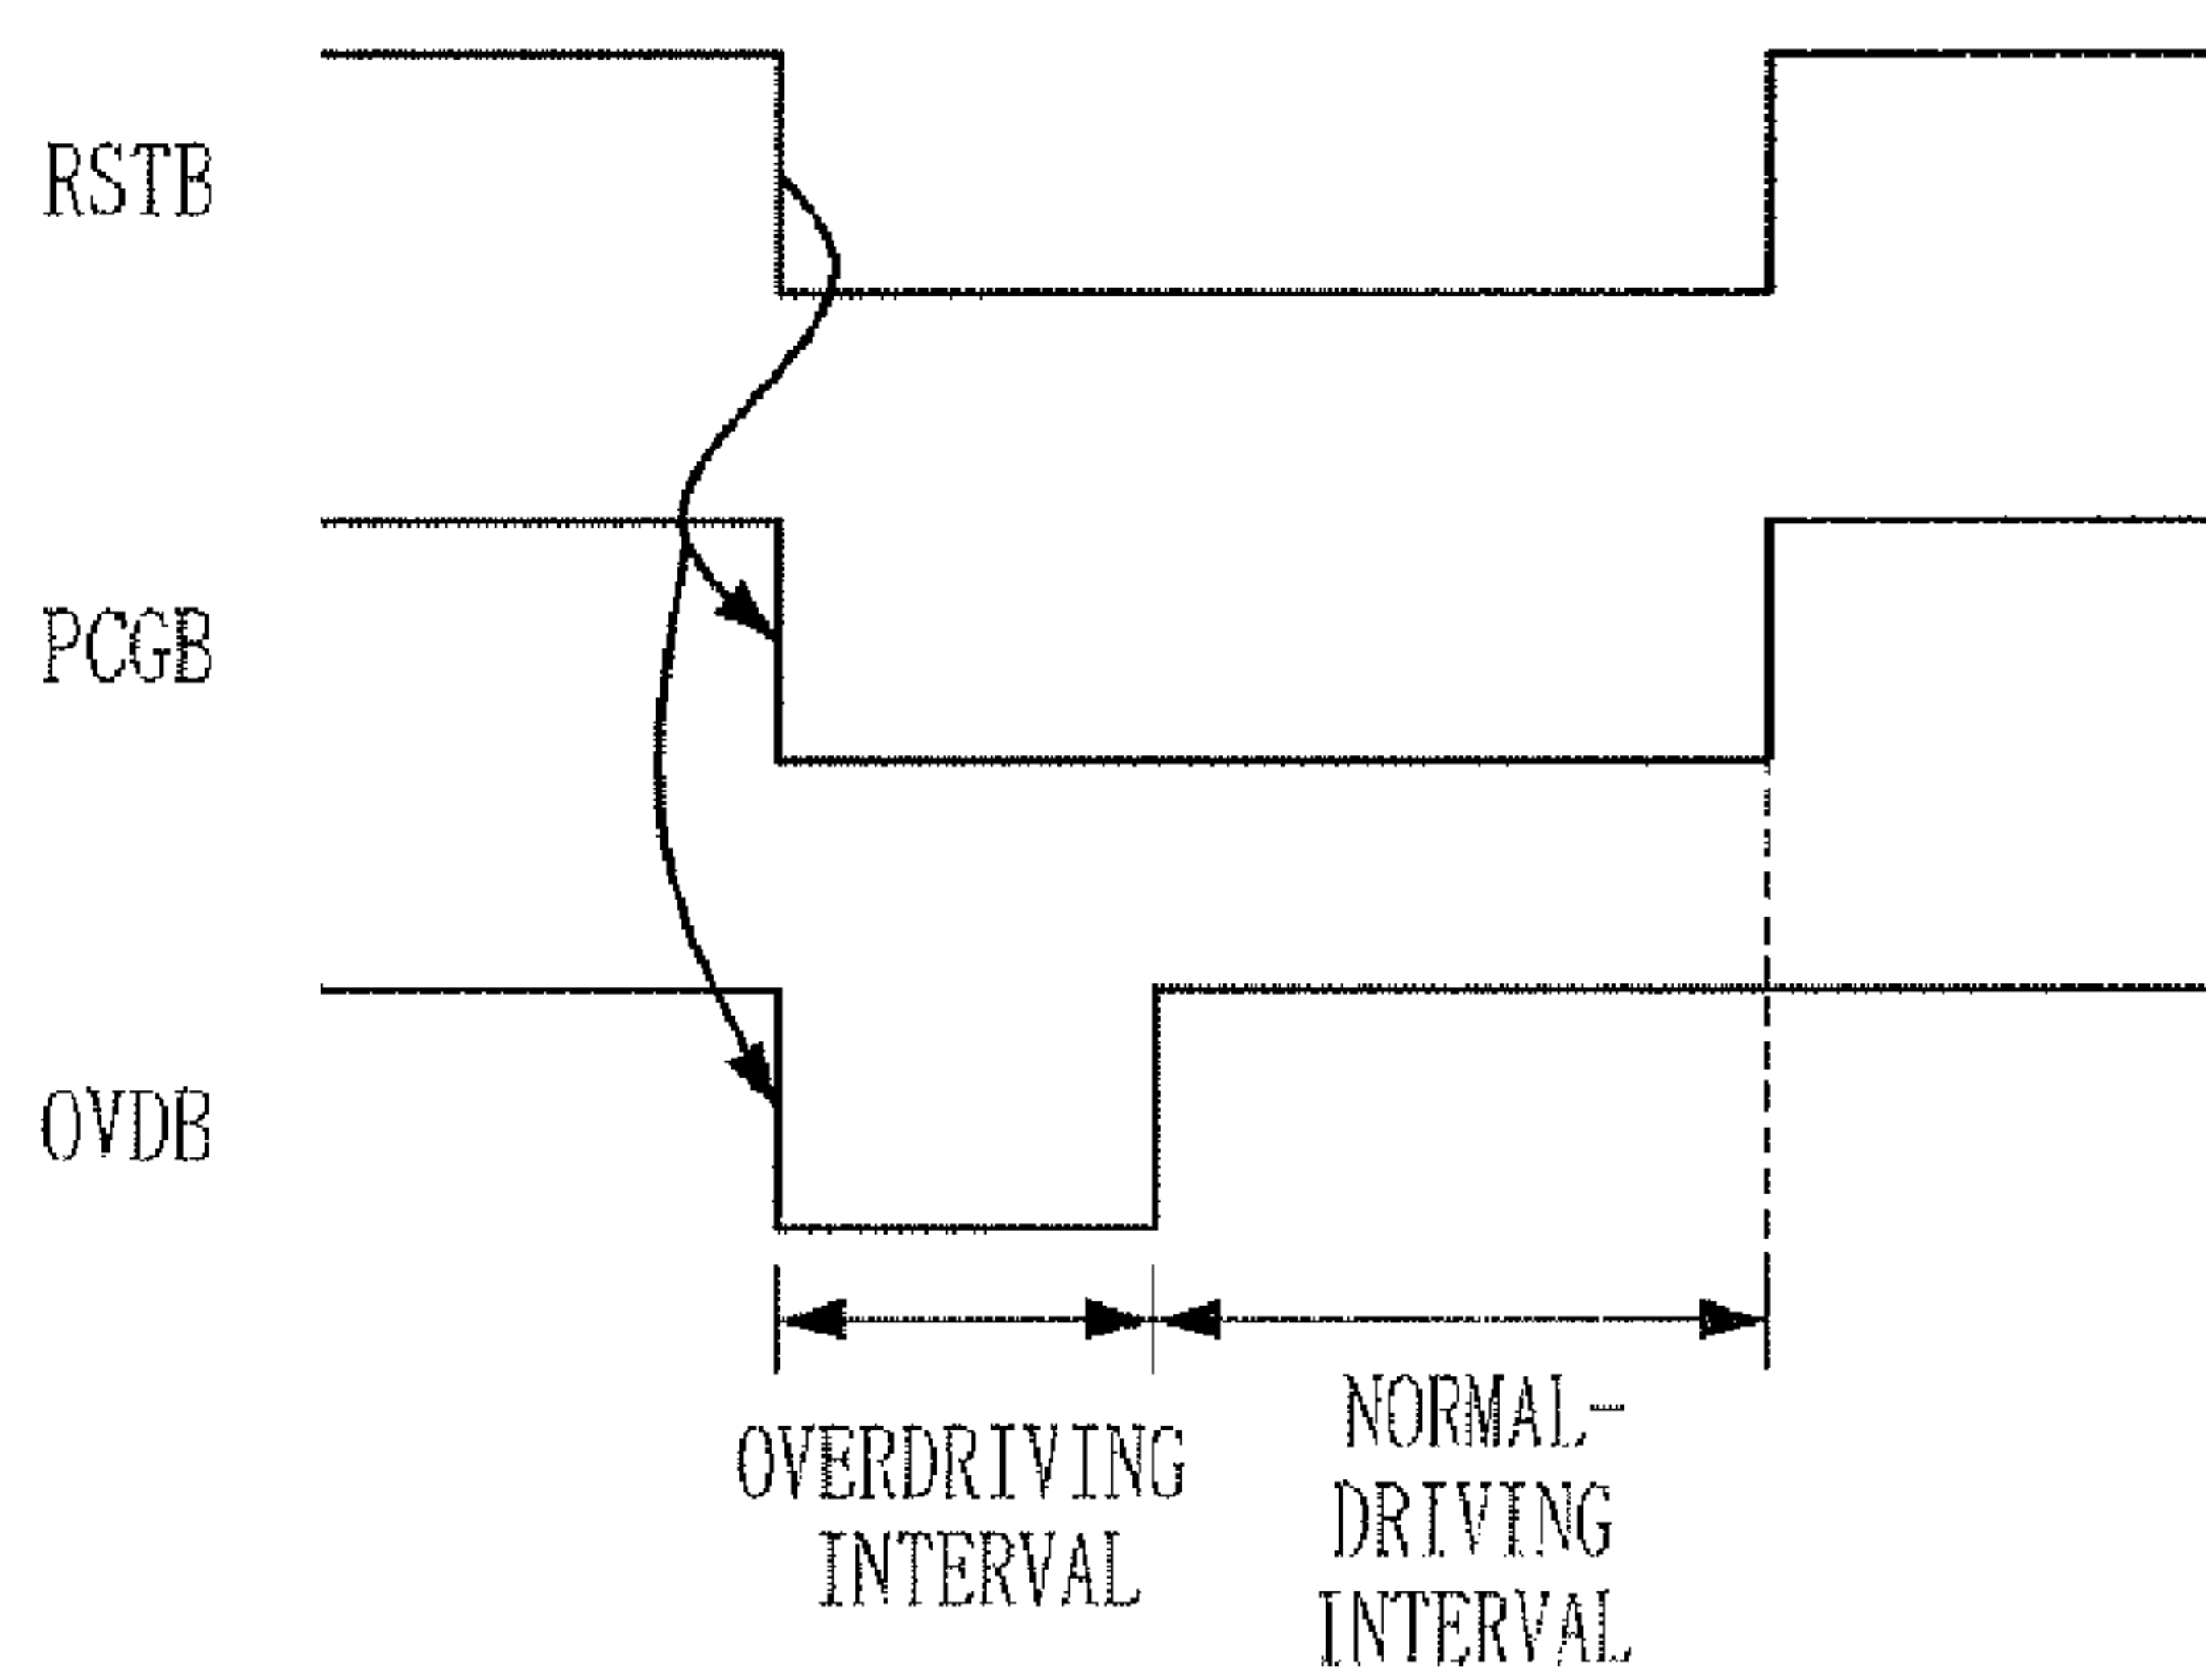 RSTB
PCGB
OVDB
OVERDRIVING
INTERVAL
NORMAL-
DRIVING
INTERVAL